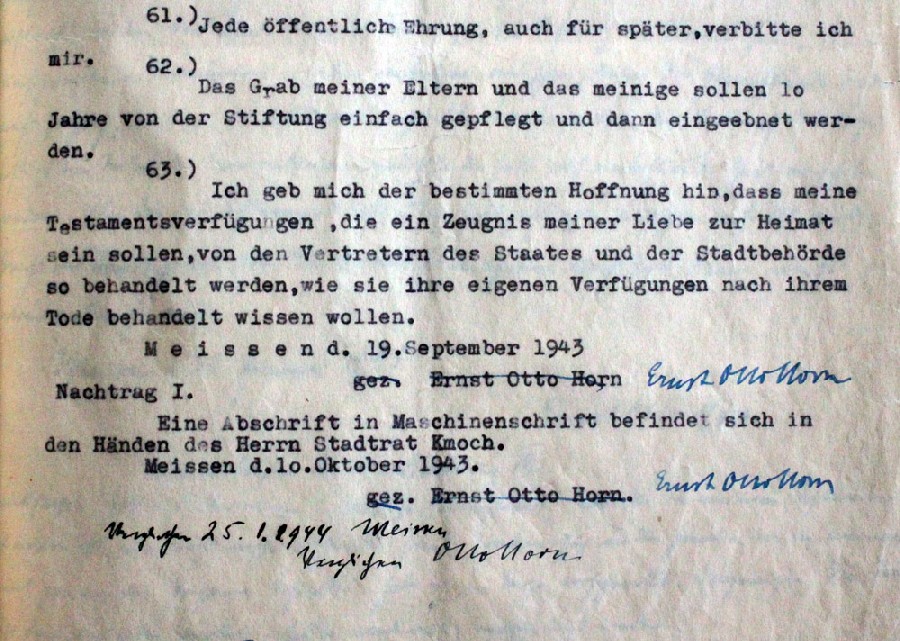 61.)
Jede öffentlich Ehrung, auch für später,verbitte ich
mir.
62.)
Das Grab meiner Eltern und das meinige sollen lo
Jahre von der Stiftung einfach gepflegt und dann eingeebnet wer-
den.
63.)
Ich geb mich der bestimmten Hoffnung hin,dass meine
Testamentsverfügungen ,die ein Zeugnis meiner Liebe zur Heimat
sein sollen,von den Vertretern des Staates und der Stadtbehörde
so behandelt werden,wie sie ihre eigenen Verfügungen nach ihrem
Tode behandelt wissen wollen.
M e i s s e n d. 19.September 1943
gez. Ernst Otto Horn Ernst Otto Horn
Nachtrag I.
Eine Abschrift in Maschinenschrift befindet sich in
den Händen des Herrn Stadtrat Kmoch.
Meissen d.lo.Oktober 1943.
gez. Ernst Otto Horn. Ernst Otto Horn
Verglichen 25. 1. 1944 Meissen
Verglichen Otto Horn